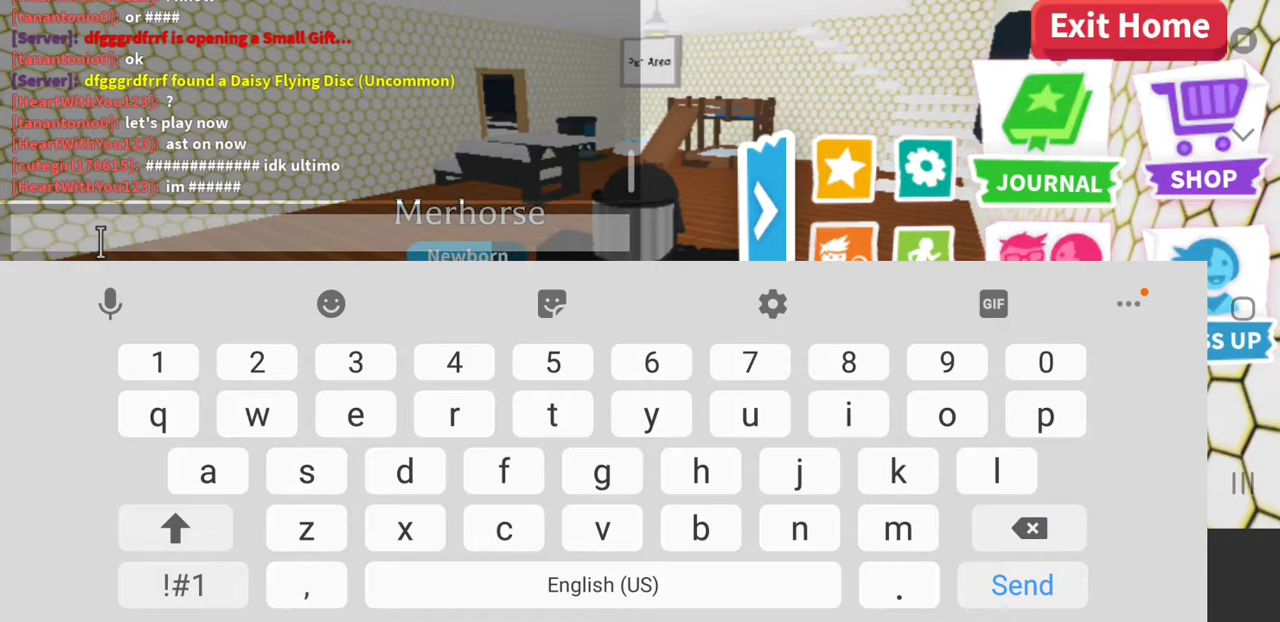 [tanantonio0]: or ####
[Server]: dfgggrdfrrf is opening a Small Gift...
[tanantonio0]: ok
[Server]: dfgggrdfrrf found a Daisy Flying Disc (Uncommon)
[HeartWithYou123]: ?
[tanantonio0]: let's play now
[HeartWithYou123]: ast on now
[cutegirl170615]: ############# idk ultimo
[HeartWithYou123]: im ######
Pet Area
Exit Home
JOURNAL
SHOP
Merhorse
Newborn
SS UP
GIF
1 2 3 4 5 6 7 8 9 0
q w e r t y u i o p
a s d f g h j k l
z x c v b n m
!#1 , English (US) . Send